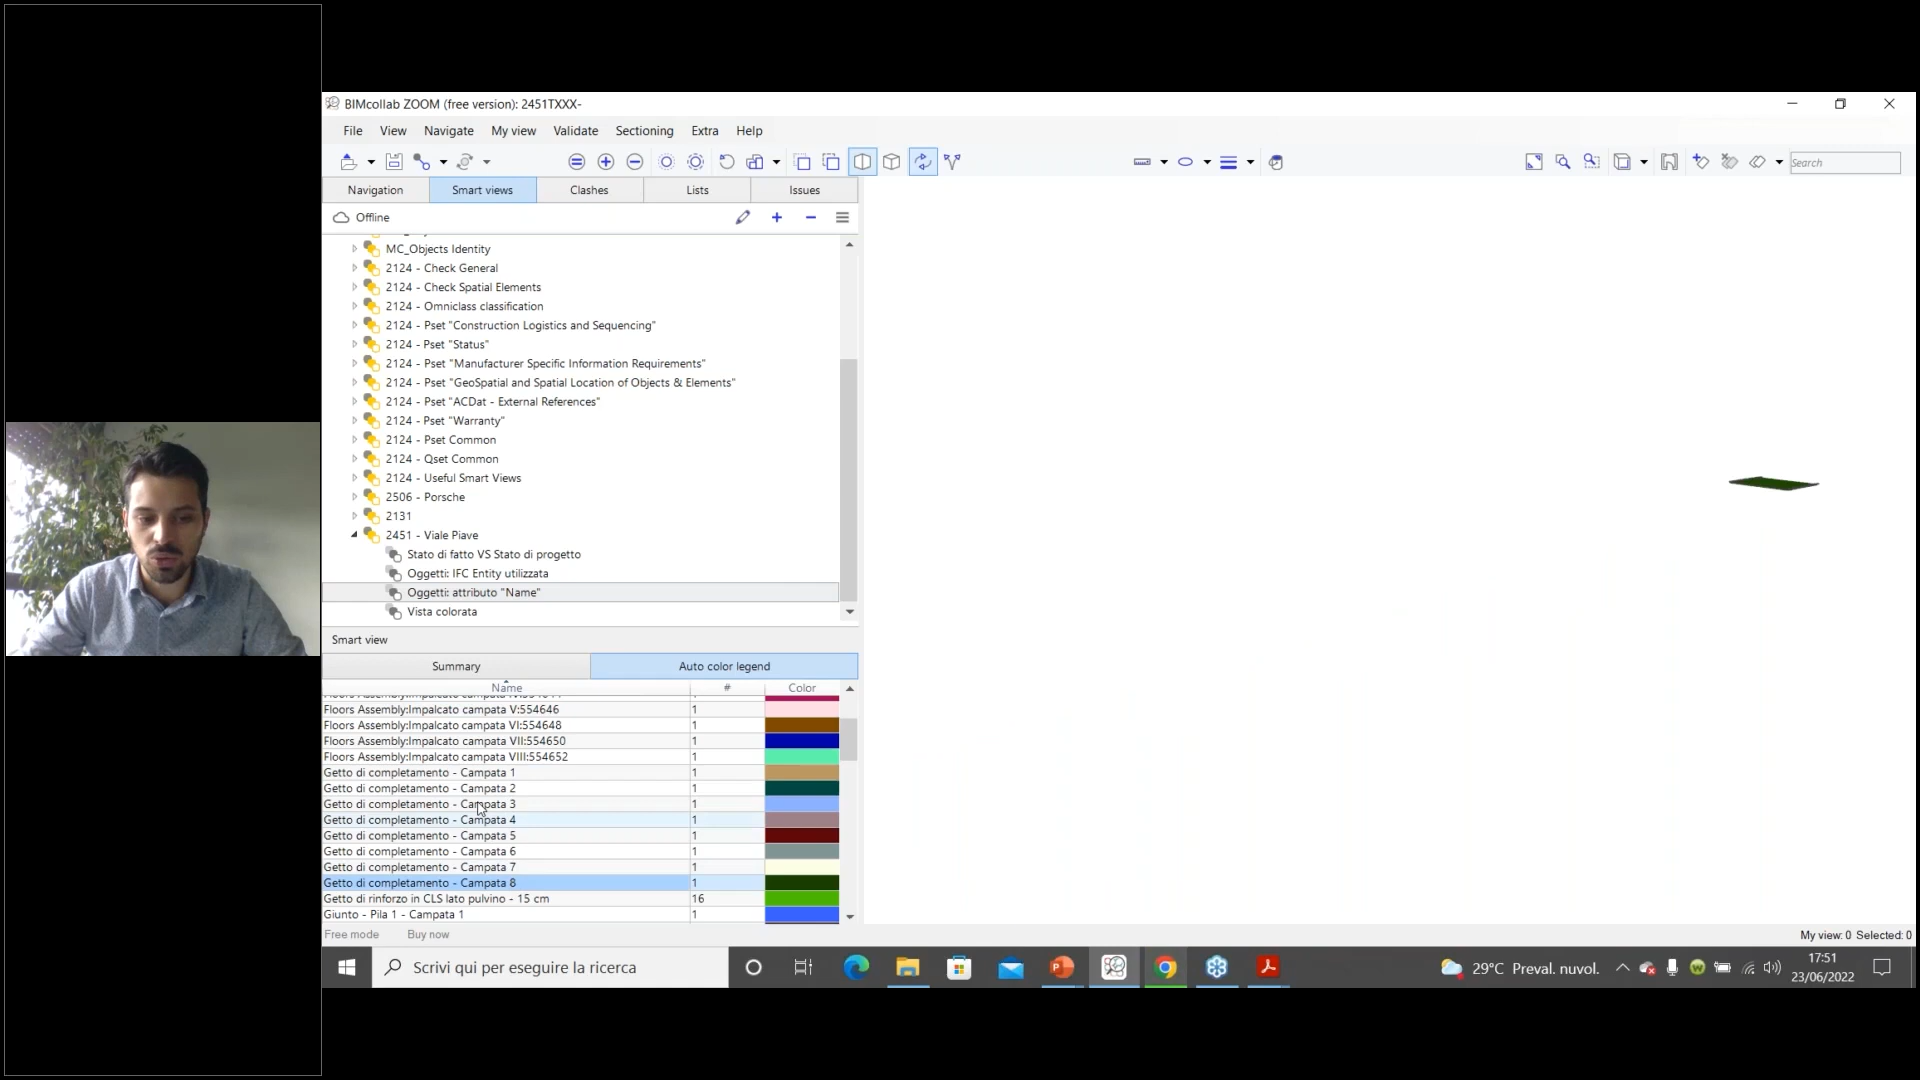 BIMcollab ZOOM (free version): 2451TXXX-
File View Navigate My view Validate Sectioning Extra Help
Search
Navigation Smart views Clashes Lists Issues
Offline
MC_Objects Identity
2124 - Check General
2124 - Check Spatial Elements
2124 - Omniclass classification
2124 - Pset "Construction Logistics and Sequencing"
2124 - Pset "Status"
2124 - Pset "Manufacturer Specific Information Requirements"
2124 - Pset "GeoSpatial and Spatial Location of Objects & Elements"
2124 - Pset "ACDat - External References"
2124 - Pset "Warranty"
2124 - Pset Common
2124 - Qset Common
2124 - Useful Smart Views
2506 - Porsche
2131
2451 - Viale Piave
Stato di fatto VS Stato di progetto
Oggetti: IFC Entity utilizzata
Oggetti: attributo "Name"
Vista colorata
Smart view
Summary Auto color legend
Name # Color
Floors Assembly:Impalcato campata V:554646 1
Floors Assembly:Impalcato campata VI:554648 1
Floors Assembly:Impalcato campata VII:554650 1
Floors Assembly:Impalcato campata VIII:554652 1
Getto di completamento - Campata 1 1
Getto di completamento - Campata 2 1
Getto di completamento - Campata 3 1
Getto di completamento - Campata 4 1
Getto di completamento - Campata 5 1
Getto di completamento - Campata 6 1
Getto di completamento - Campata 7 1
Getto di completamento - Campata 8 1
Getto di rinforzo in CLS lato pulvino - 15 cm 16
Giunto - Pila 1 - Campata 1 1
Free mode Buy now
My view: 0 Selected: 0
Scrivi qui per eseguire la ricerca
29°C Preval. nuvol.
17:51
23/06/2022